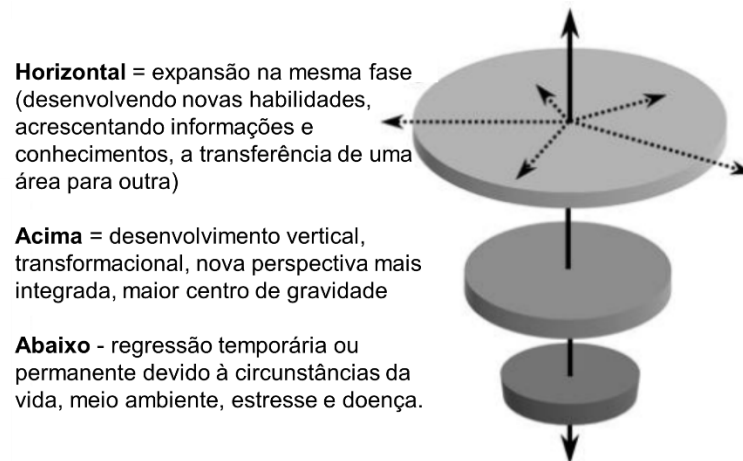 Horizontal = expansão na mesma fase
(desenvolvendo novas habilidades,
acrescentando informações e
conhecimentos, a transferência de uma
área para outra)
Acima = desenvolvimento vertical,
transformacional, nova perspectiva mais
integrada, maior centro de gravidade
Abaixo - regressão temporária ou
permanente devido à circunstâncias da
vida, meio ambiente, estresse e doença.